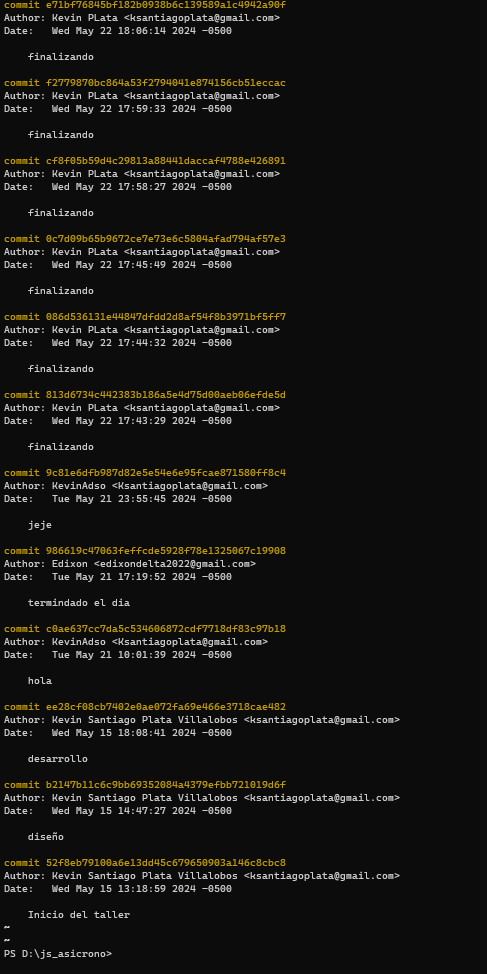 commit e71bf76845bf182b0938b6c139589a1c4942a90f
Author: Kevin PLata <ksantiagoplata@gmail.com>
Date:   Wed May 22 18:06:14 2024 -0500
finalizando
commit f2779870bc864a53f2794041e874156cb51eccac
Author: Kevin PLata <ksantiagoplata@gmail.com>
Date:   Wed May 22 17:59:33 2024 -0500
finalizando
commit cf8f05b59d4c29813a88441daccaf4788e426891
Author: Kevin PLata <ksantiagoplata@gmail.com>
Date:   Wed May 22 17:58:27 2024 -0500
finalizando
commit 0c7d09b65b9672ce7e73e6c5804afad794af57e3
Author: Kevin PLata <ksantiagoplata@gmail.com>
Date:   Wed May 22 17:45:49 2024 -0500
finalizando
commit 086d536131e44847dfdd2d8af54f8b3971bf5ff7
Author: Kevin PLata <ksantiagoplata@gmail.com>
Date:   Wed May 22 17:44:32 2024 -0500
finalizando
commit 813d6734c442383b186a5e4d75d00aeb06efde5d
Author: Kevin PLata <ksantiagoplata@gmail.com>
Date:   Wed May 22 17:43:29 2024 -0500
finalizando
commit 9c81e6dfb987d82e5e54e6e95fcae871580ff8c4
Author: KevinAdso <Ksantiagoplata@gmail.com>
Date:   Tue May 21 23:55:45 2024 -0500
jeje
commit 986619c47063feffcde5928f78e1325067c19908
Author: Edixon <edixondelta2022@gmail.com>
Date:   Tue May 21 17:19:52 2024 -0500
termindado el dia
commit c0ae637cc7da5c534606872cdf7718df83c97b18
Author: KevinAdso <Ksantiagoplata@gmail.com>
Date:   Tue May 21 10:01:39 2024 -0500
hola
commit ee28cf08cb7402e0ae072fa69e466e3718cae482
Author: Kevin Santiago Plata Villalobos <ksantiagoplata@gmail.com>
Date:   Wed May 15 18:08:41 2024 -0500
desarrollo
commit b2147b11c6c9bb69352084a4379efbb721019d6f
Author: Kevin Santiago Plata Villalobos <ksantiagoplata@gmail.com>
Date:   Wed May 15 14:47:27 2024 -0500
diseño
commit 52f8eb79100a6e13dd45c679650903a146c8cbc8
Author: Kevin Santiago Plata Villalobos <ksantiagoplata@gmail.com>
Date:   Wed May 15 13:18:59 2024 -0500
Inicio del taller
~
~
PS D:\js_asicrono>